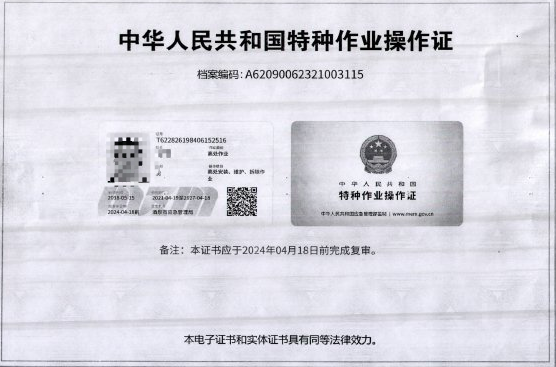 中华人民共和国特种作业操作证
档案编码：A62090062321003115
证号
T622826198406152516
作业类别
高处作业
操作项目
高处安装、维护、拆除作业
2018-05-15
2021-04-19至2027-04-18
2024-04-18前
应急管理局
中华人民共和国
特种作业操作证
中华人民共和国应急管理部监制 | www.mem.gov.cn
备注：本证书应于2024年04月18日前完成复审。
本电子证书和实体证书具有同等法律效力。